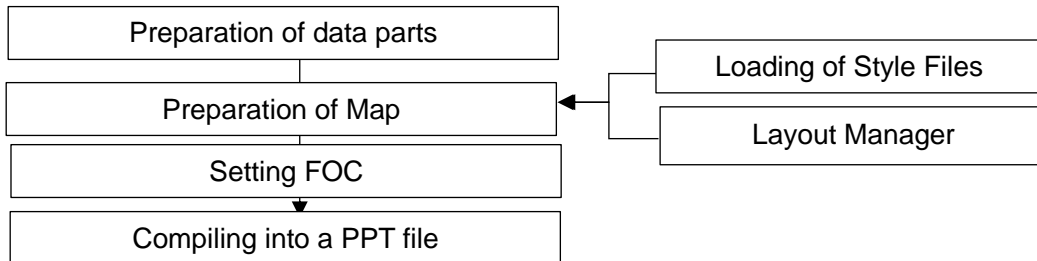 Preparation of data parts
Loading of Style Files
Preparation of Map
Layout Manager
Setting FOC
Compiling into a PPT file